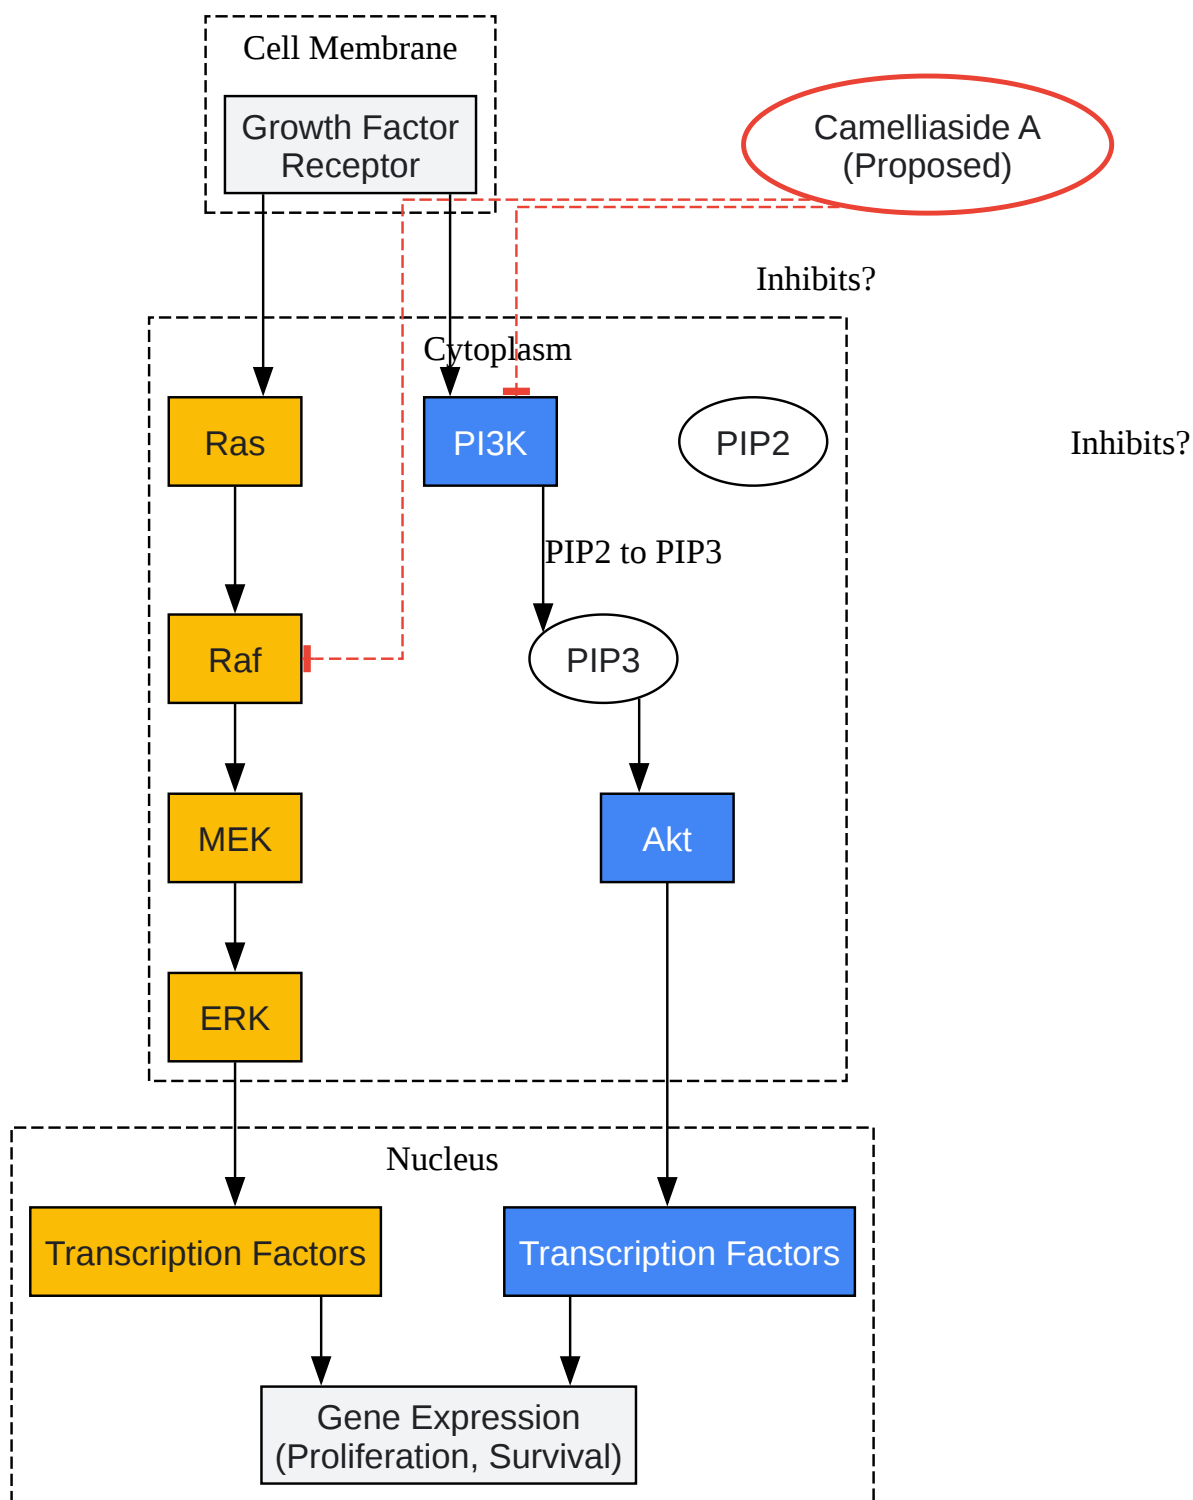 Cell Membrane
Growth Factor
Receptor
Camelliaside A
(Proposed)
Inhibits?
Cytoplasm
Ras
PI3K
PIP2
Inhibits?
PIP2 to PIP3
Raf
PIP3
MEK
Akt
ERK
Nucleus
Transcription Factors
Transcription Factors
Gene Expression
(Proliferation, Survival)